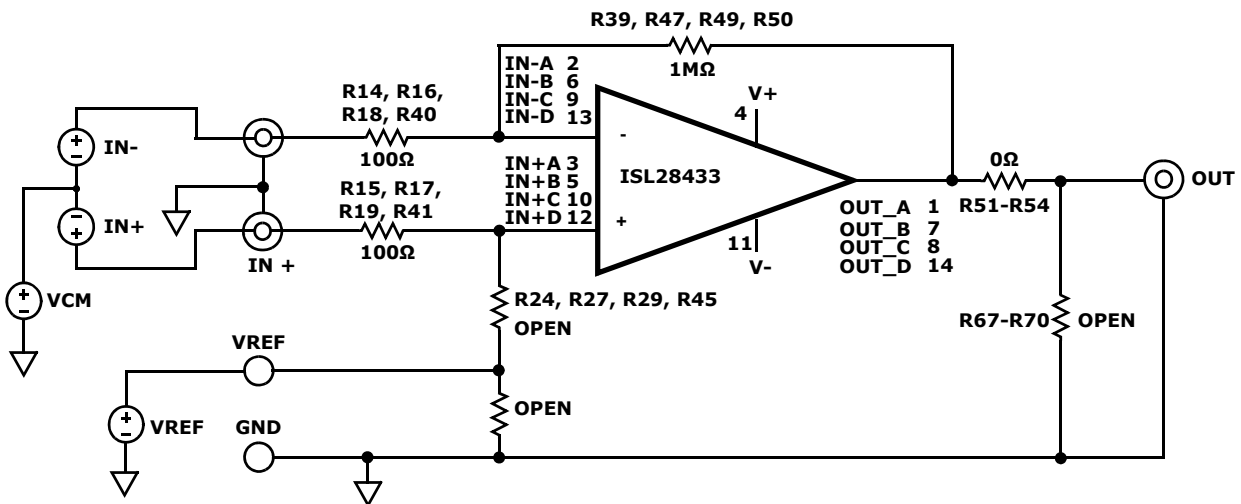 R39, R47, R49, R50
1MΩ
IN-A 2
IN-B 6
IN-C 9
IN-D 13
R14, R16,
R18, R40
100Ω
V+
4
IN-
-
ISL28433
IN+A 3
IN+B 5
IN+C 10
IN+D 12
+
R15, R17,
R19, R41
100Ω
IN+
IN +
0Ω
R51-R54
OUT
OUT_A 1
OUT_B 7
OUT_C 8
OUT_D 14
11
V-
VCM
R24, R27, R29, R45
OPEN
R67-R70 OPEN
VREF
OPEN
VREF
GND